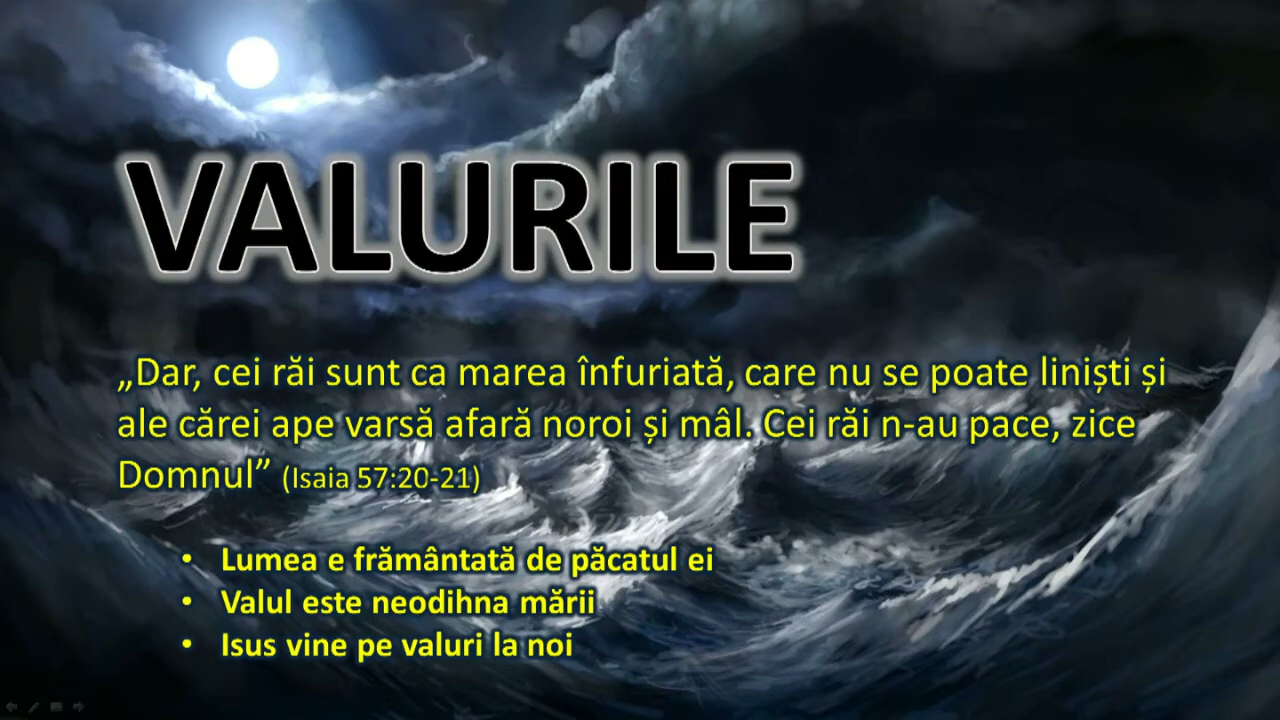 VALURILE
„Dar, cei răi sunt ca marea înfuriată, care nu se poate liniști și
ale cărei ape varsă afară noroi și mâl. Cei răi n-au pace, zice
Domnul” (Isaia 57:20-21)
• Lumea e frământată de păcatul ei
• Valul este neodihna mării
• Isus vine pe valuri la noi